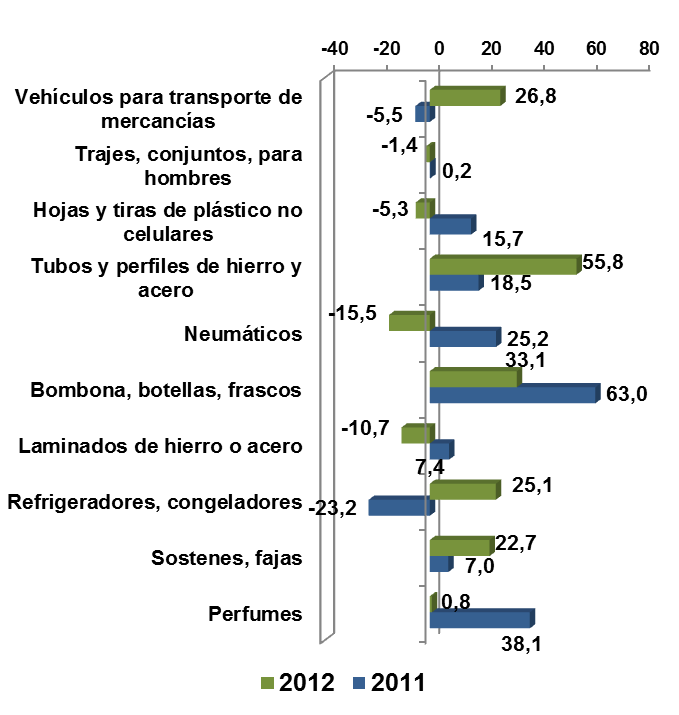 -40 -20 0 20 40 60 80
Vehículos para transporte de
mercancías
26,8
-5,5
Trajes, conjuntos, para
hombres
-1,4
0,2
Hojas y tiras de plástico no
celulares
-5,3
15,7
Tubos y perfiles de hierro y
acero
55,8
18,5
Neumáticos
-15,5
25,2
Bombona, botellas, frascos
33,1
63,0
Laminados de hierro o acero
-10,7
7,4
Refrigeradores, congeladores
25,1
-23,2
Sostenes, fajas
22,7
7,0
Perfumes
0,8
38,1
2012 2011